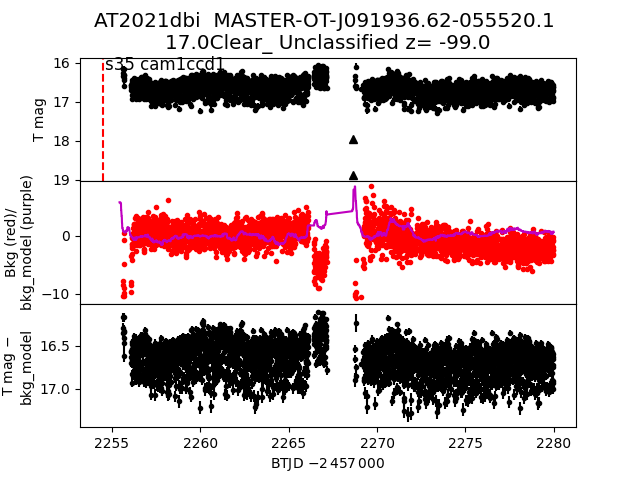 AT2021dbi  MASTER-OT-J091936.62-055520.1
17.0Clear_ Unclassified z= -99.0
s35 cam1ccd1
16
17
18
19
T mag
0
−10
Bkg (red)/
bkg_model (purple)
16.5
17.0
T mag −
bkg_model
2255
2260
2265
2270
2275
2280
BTJD −2 457 000